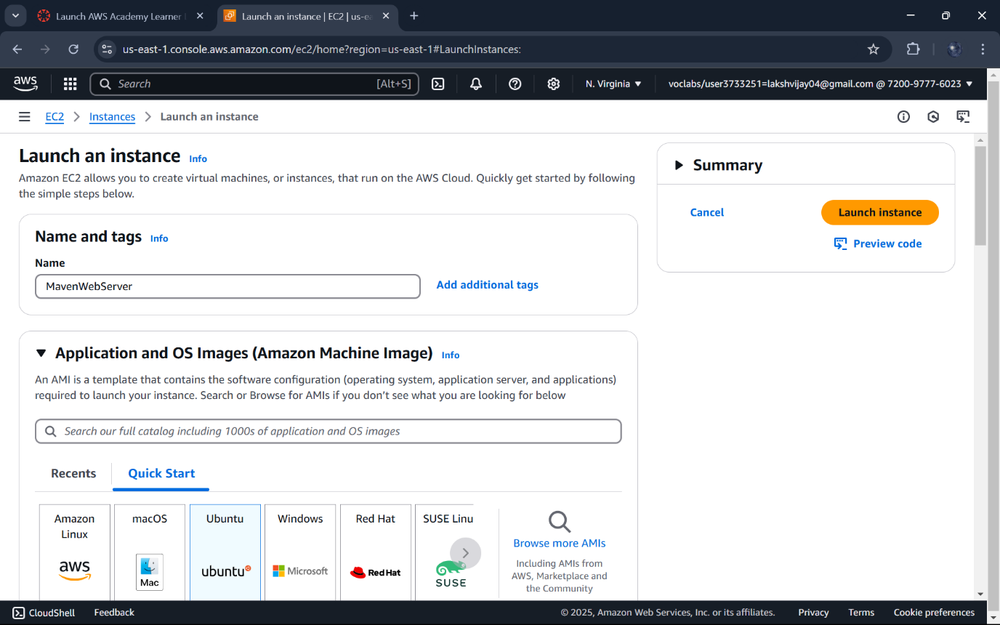 Launch AWS Academy Learner
Launch an instance | EC2 | us-ea
us-east-1.console.aws.amazon.com/ec2/home?region=us-east-1#LaunchInstances:
aws
Search
[Alt+S]
N. Virginia
voclabs/user3733251=lakshvijay04@gmail.com @ 7200-9777-6023
EC2
Instances
Launch an instance
Launch an instance Info
Amazon EC2 allows you to create virtual machines, or instances, that run on the AWS Cloud. Quickly get started by following
the simple steps below.
Name and tags Info
Name
MavenWebServer
Add additional tags
Application and OS Images (Amazon Machine Image) Info
An AMI is a template that contains the software configuration (operating system, application server, and applications)
required to launch your instance. Search or Browse for AMIs if you don't see what you are looking for below
Search our full catalog including 1000s of application and OS images
Recents
Quick Start
Amazon
Linux
aws
macOS
Mac
Ubuntu
ubuntu
Windows
Microsoft
Red Hat
Red Hat
SUSE Linu
SUSE
Browse more AMIs
Including AMIs from
AWS, Marketplace and
the Community
Summary
Cancel
Launch instance
Preview code
CloudShell
Feedback
© 2025, Amazon Web Services, Inc. or its affiliates.
Privacy
Terms
Cookie preferences